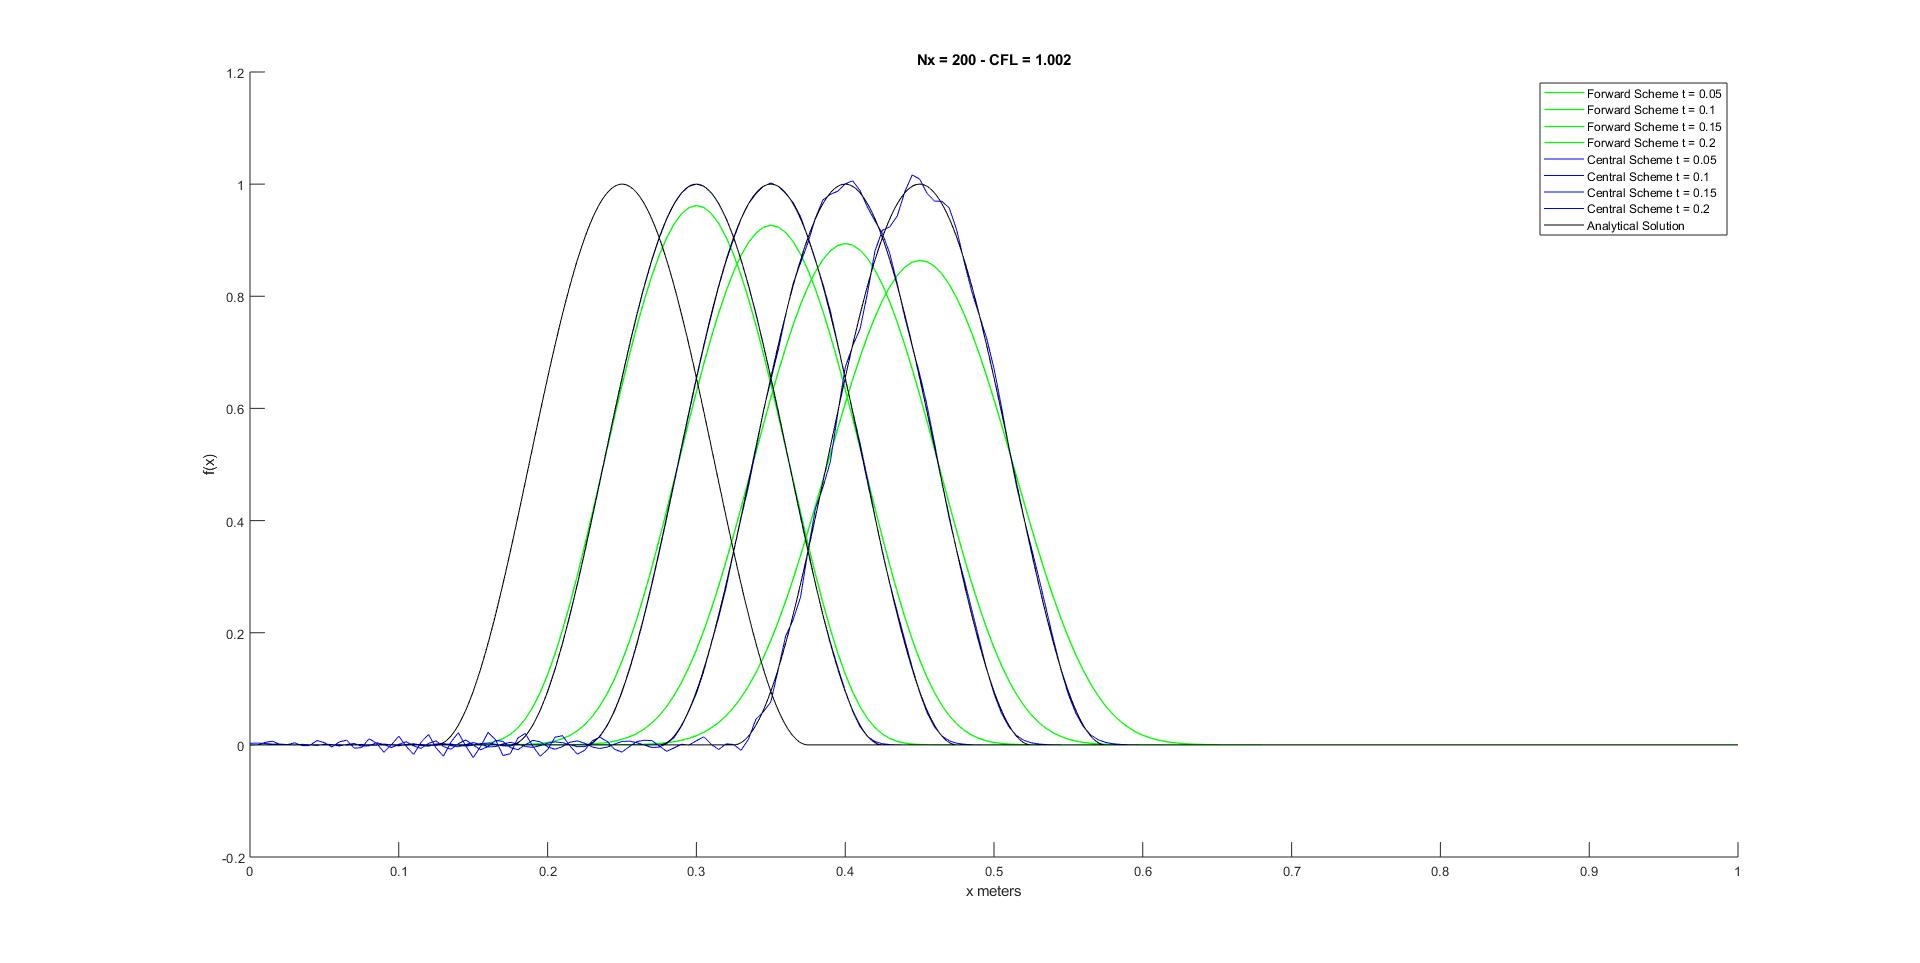 Nx = 200 - CFL = 1.002
1.2
1
0.8
0.6
0.4
0.2
0
-0.2
f(x)
0 0.1 0.2 0.3 0.4 0.5 0.6 0.7 0.8 0.9 1
x meters
Forward Scheme t = 0.05
Forward Scheme t = 0.1
Forward Scheme t = 0.15
Forward Scheme t = 0.2
Central Scheme t = 0.05
Central Scheme t = 0.1
Central Scheme t = 0.15
Central Scheme t = 0.2
Analytical Solution